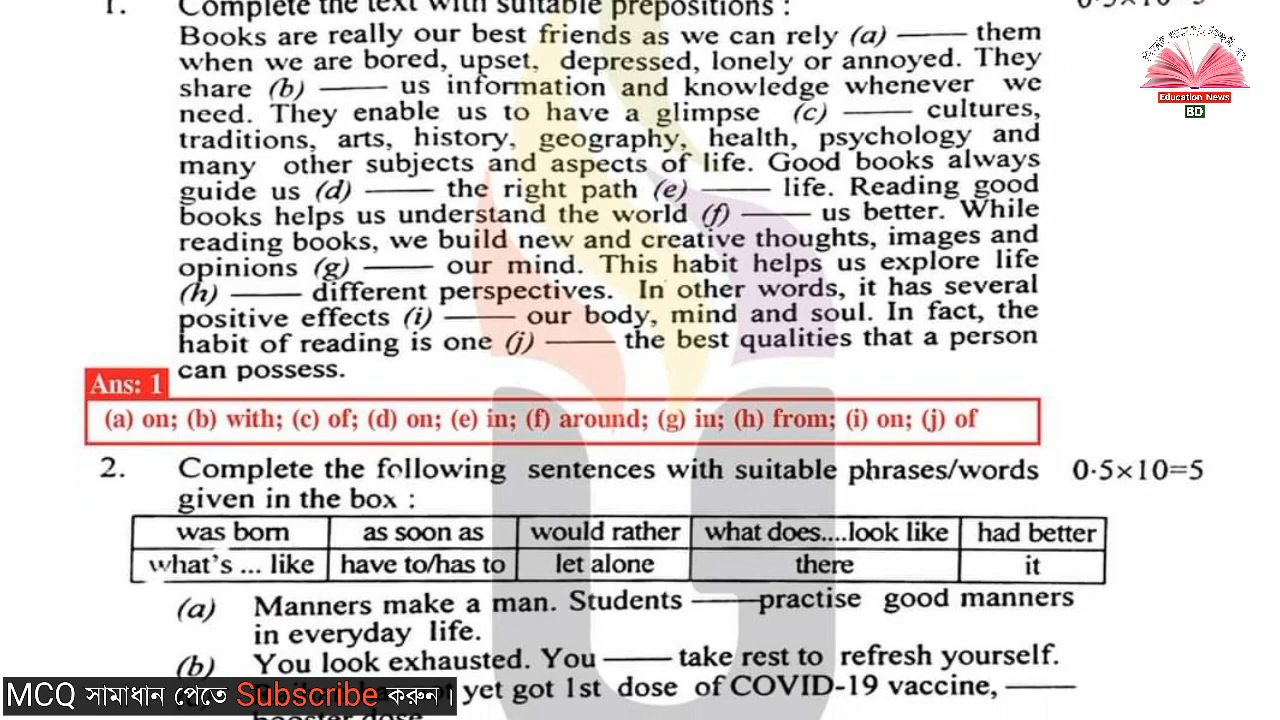 1. Complete the text with suitable prepositions : 0·5×10=5
Books are really our best friends as we can rely (a) —— them
when we are bored, upset, depressed, lonely or annoyed. They
share (b) —— us information and knowledge whenever we
need. They enable us to have a glimpse (c) —— cultures,
traditions, arts, history, geography, health, psychology and
many other subjects and aspects of life. Good books always
guide us (d) —— the right path (e) —— life. Reading good
books helps us understand the world (f) —— us better. While
reading books, we build new and creative thoughts, images and
opinions (g) —— our mind. This habit helps us explore life
(h) —— different perspectives. In other words, it has several
positive effects (i) —— our body, mind and soul. In fact, the
habit of reading is one (j) —— the best qualities that a person
can possess.
Education News
BD
Ans: 1
(a) on; (b) with; (c) of; (d) on; (e) in; (f) around; (g) in; (h) from; (i) on; (j) of
2. Complete the following sentences with suitable phrases/words 0·5×10=5
given in the box :
was born as soon as would rather what does....look like had better
what's ... like have to/has to let alone there it
(a) Manners make a man. Students ——practise good manners
in everyday life.
(b) You look exhausted. You —— take rest to refresh yourself.
yet got 1st dose of COVID-19 vaccine, ——
booster dose
MCQ সামাধান পেতে Subscribe করুন।